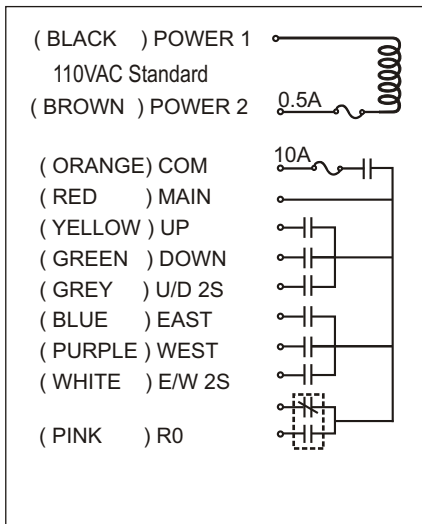 ( BLACK ) POWER 1
110VAC Standard
( BROWN ) POWER 2 0.5A
( ORANGE) COM 10A
( RED ) MAIN
( YELLOW ) UP
( GREEN ) DOWN
( GREY ) U/D 2S
( BLUE ) EAST
( PURPLE ) WEST
( WHITE ) E/W 2S
( PINK ) R0